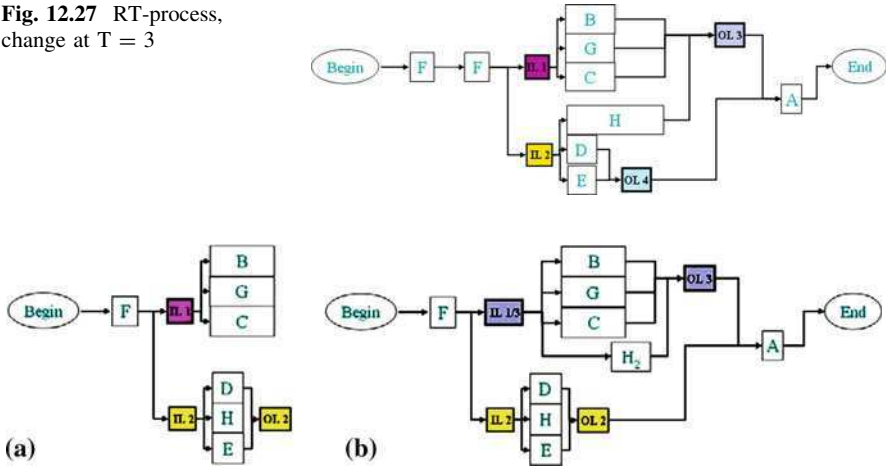 Fig. 12.27 RT-process,
change at T = 3
Begin
F
F
IL 1
B
G
C
OL 3
H
IL 2
D
E
OL 4
A
End
Begin
F
IL 1
B
G
C
IL 2
D
H
E
OL 2
(a)
Begin
F
IL 1/3
B
G
C
H2
OL 3
IL 2
D
H
E
OL 2
A
End
(b)